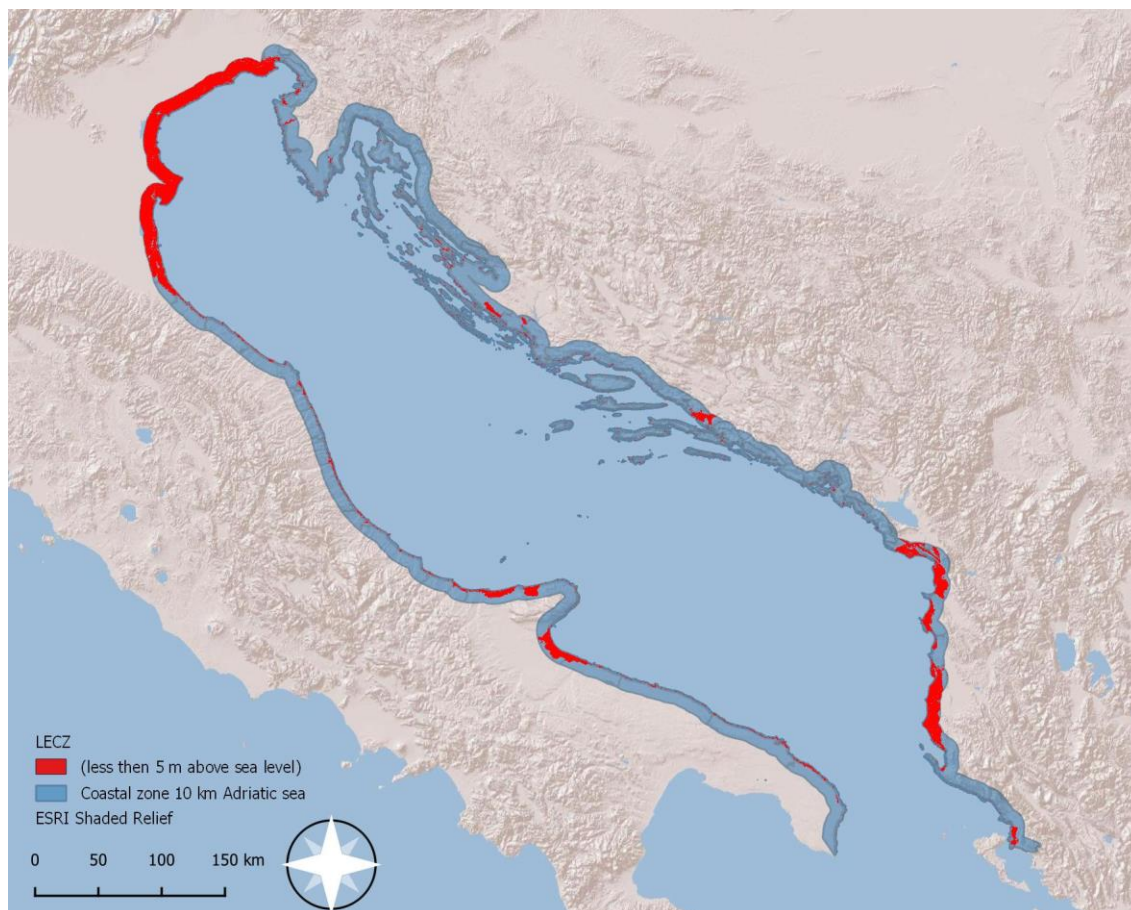 LECZ
(less then 5 m above sea level)
Coastal zone 10 km Adriatic sea
ESRI Shaded Relief
0 50 100 150 km